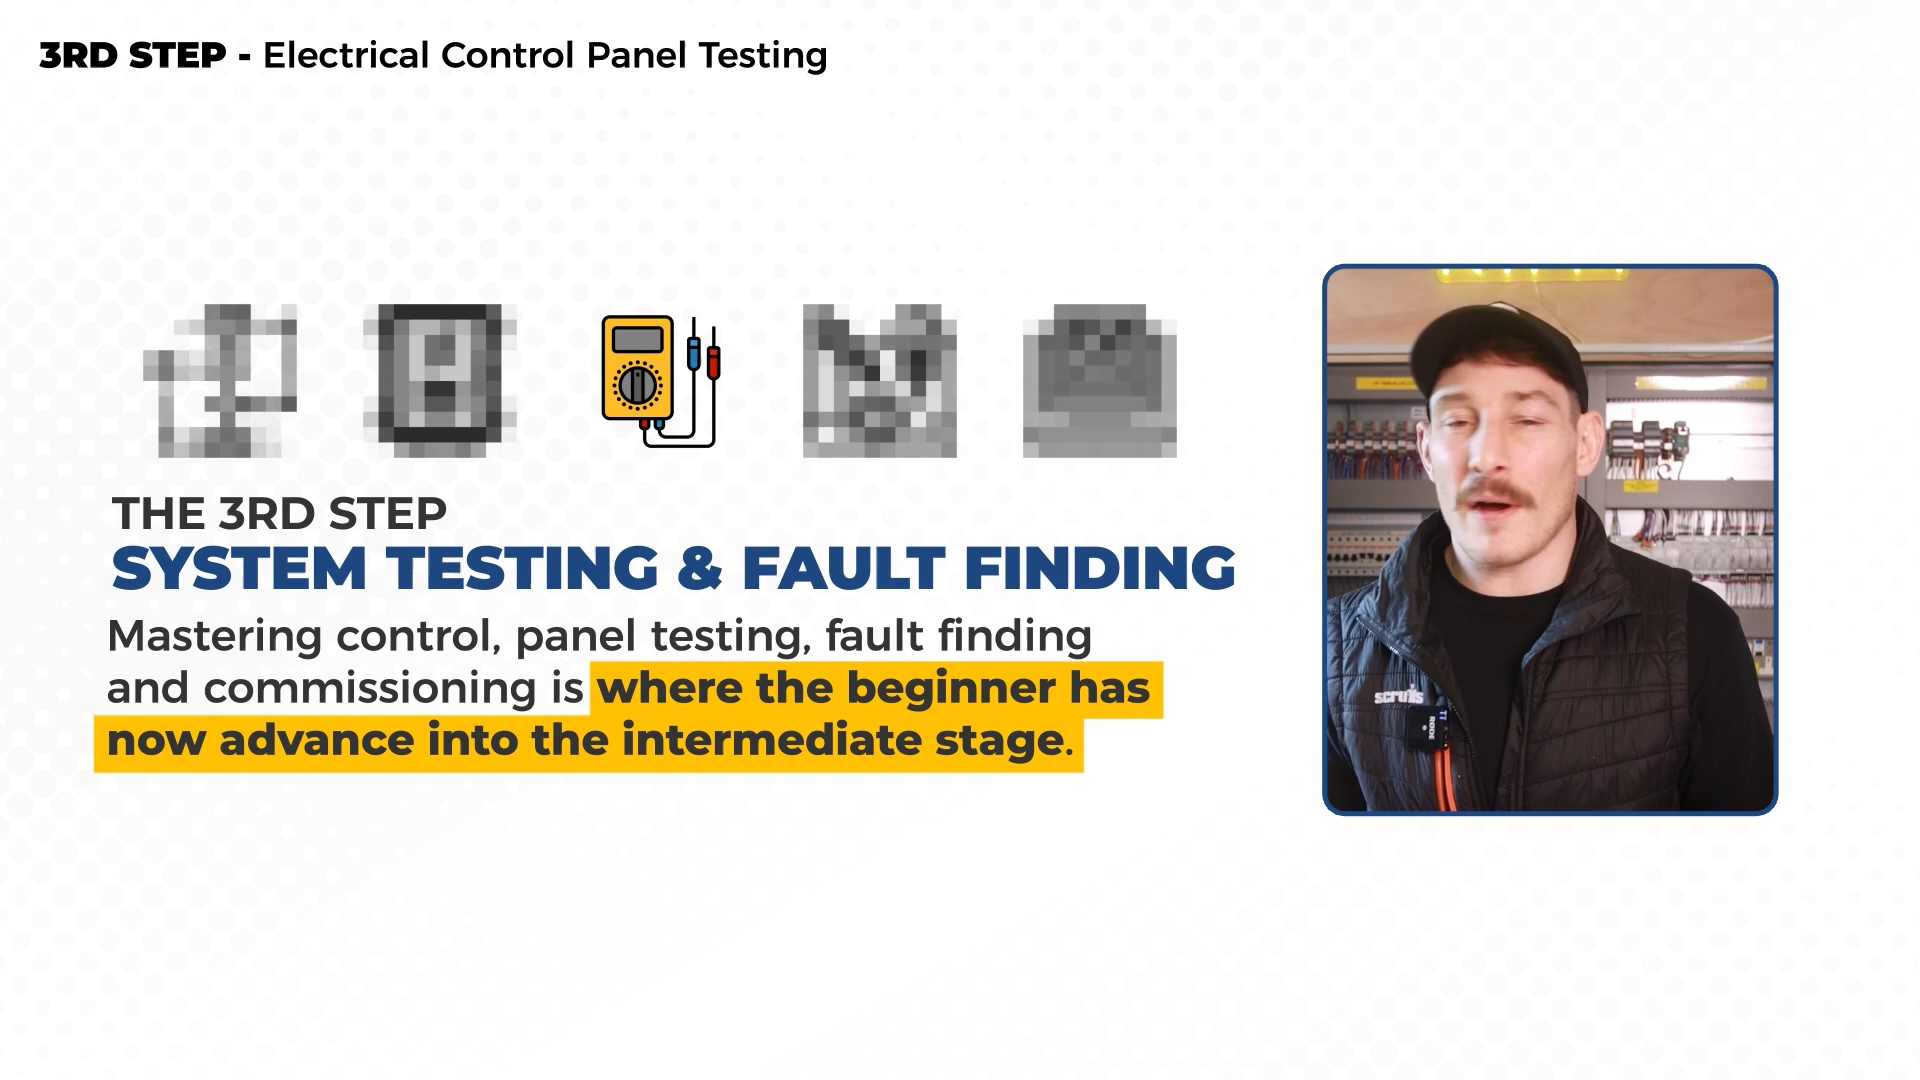 3RD STEP - Electrical Control Panel Testing
THE 3RD STEP
SYSTEM TESTING & FAULT FINDING
Mastering control, panel testing, fault finding
and commissioning is where the beginner has
now advance into the intermediate stage.
scruffs
RODE